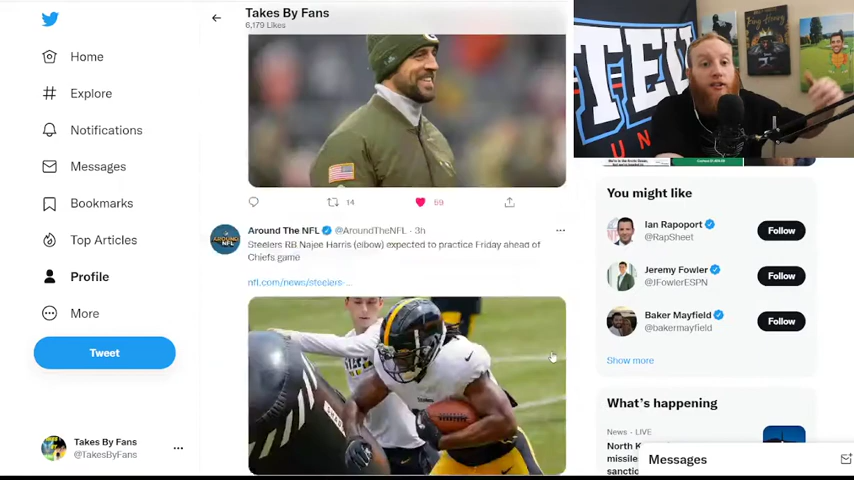 Takes By Fans
6,179 Likes
Home
Explore
Notifications
Messages
Bookmarks
Top Articles
Profile
More
Tweet
Takes By Fans
@TakesByFans
14
59
Around The NFL @AroundTheNFL · 3h
Steelers RB Najee Harris (elbow) expected to practice Friday ahead of
Chiefs game
nfl.com/news/steelers-...
Steelers
TED
UN
You might like
Ian Rapoport
@RapSheet
Follow
Jeremy Fowler
@JFowlerESPN
Follow
Baker Mayfield
@bakermayfield
Follow
Show more
What's happening
News · LIVE
North K
missile
sanctio
Messages